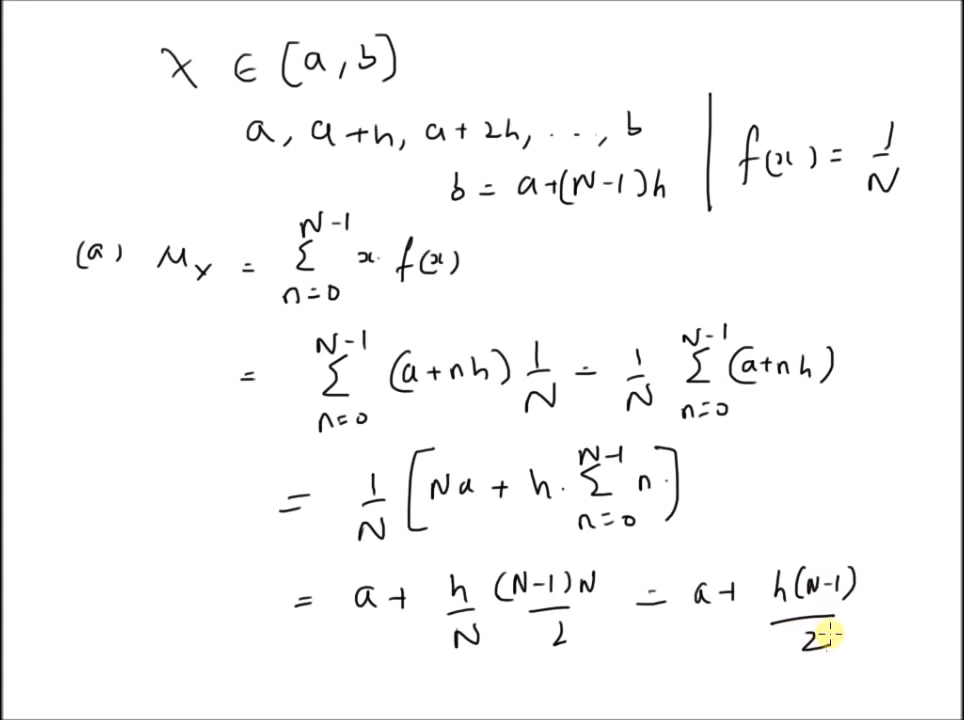 X ∈ [a, b]
a, a+h, a+2h, ..., b
b = a+(N-1)h
f(x) = 1/N
(a) μ_X = Σ_{n=0}^{N-1} x. f(x)
= Σ_{n=0}^{N-1} (a+nh) 1/N = 1/N Σ_{n=0}^{N-1} (a+nh)
= 1/N [Na + h. Σ_{n=0}^{N-1} n.]
= a + h/N (N-1)N/2 = a + h(N-1)/2